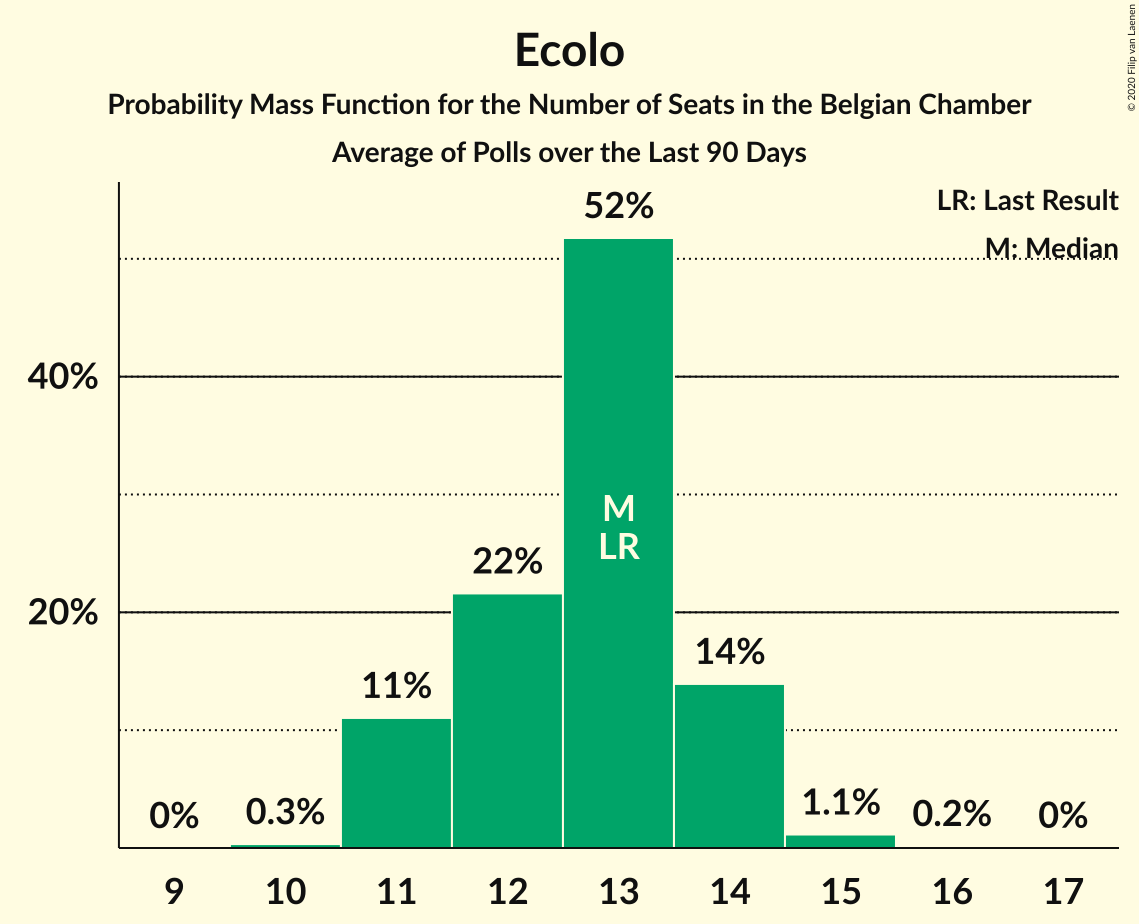 Ecolo
Probability Mass Function for the Number of Seats in the Belgian Chamber
Average of Polls over the Last 90 Days
© 2020 Filip van Laenen
LR: Last Result
M: Median
52%
40%
M
LR
22%
20%
14%
11%
1.1%
0.3%
0.2%
0%
0%
9 10 11 12 13 14 15 16 17